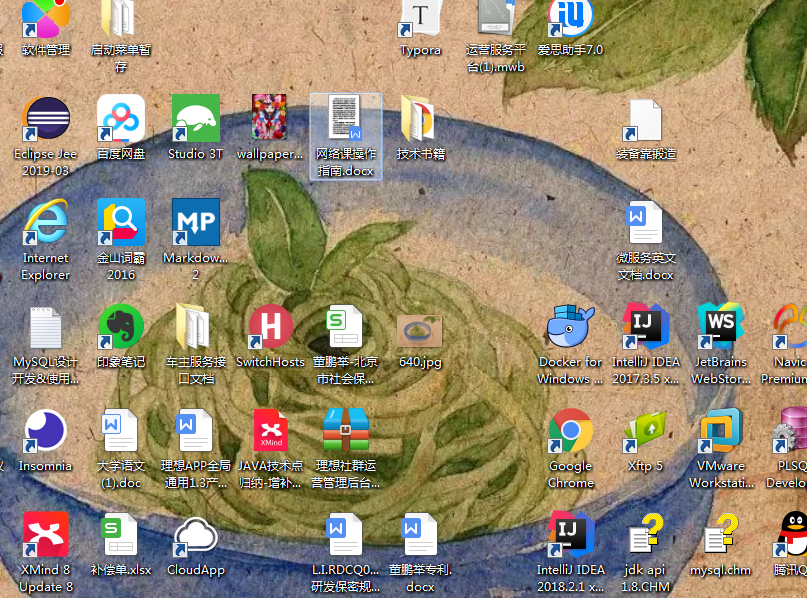 软件管理
启动菜单暂
存
T
Typora
运营服务平
台(1).mwb
iU
爱思助手7.0
Eclipse Jee
2019-03
百度网盘
Studio 3T
wallpaper...
W
网络课操作
指南.docx
技术书籍
装备靠锻造
Internet
Explorer
金山词霸
2016
MP
Markdow...
2
W
微服务英文
文档.docx
MySQL设计
开发&使用...
印象笔记
车主服务接
口文档
H
SwitchHosts
S
董鹏举-北京
市社会保...
640.jpg
Docker for
Windows ...
IJ
IntelliJ IDEA
2017.3.5 x...
WS
JetBrains
WebStor...
Navic
Premium
Insomnia
W
大学语文
(1).doc
W
理想APP全局
通用1.3产...
XMind
JAVA技术点
归纳-增补...
理想社群运
营管理后台...
Google
Chrome
Xftp 5
VMware
Workstati...
PLSQ
Develo
XMind 8
Update 8
S
补偿单.xlsx
CloudApp
W
L.I.RDCQ0...
研发保密规...
W
董鹏举专利.
docx
IJ
IntelliJ IDEA
2018.2.1 x...
jdk api
1.8.CHM
mysql.chm
腾讯Q